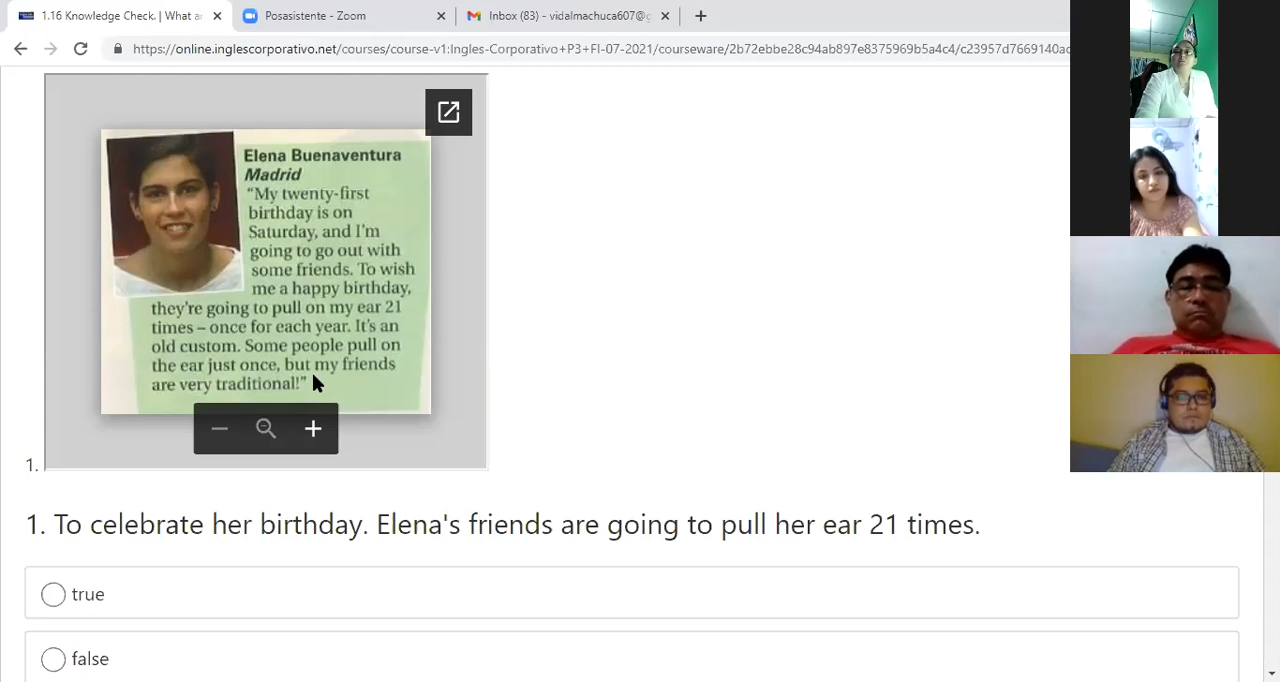 1.16 Knowledge Check. | What ar
Posasistente - Zoom
Inbox (83) - vidalmachuca607@g
https://online.inglescorporativo.net/courses/course-v1:Ingles-Corporativo+P3+FI-07-2021/courseware/2b72ebbe28c94ab897e8375969b5a4c4/c23957d7669140ac
Elena Buenaventura
Madrid
“My twenty-first
birthday is on
Saturday, and I'm
going to go out with
some friends. To wish
me a happy birthday,
they're going to pull on my ear 21
times – once for each year. It's an
old custom. Some people pull on
the ear just once, but my friends
are very traditional!”
1.
1. To celebrate her birthday. Elena's friends are going to pull her ear 21 times.
true
false